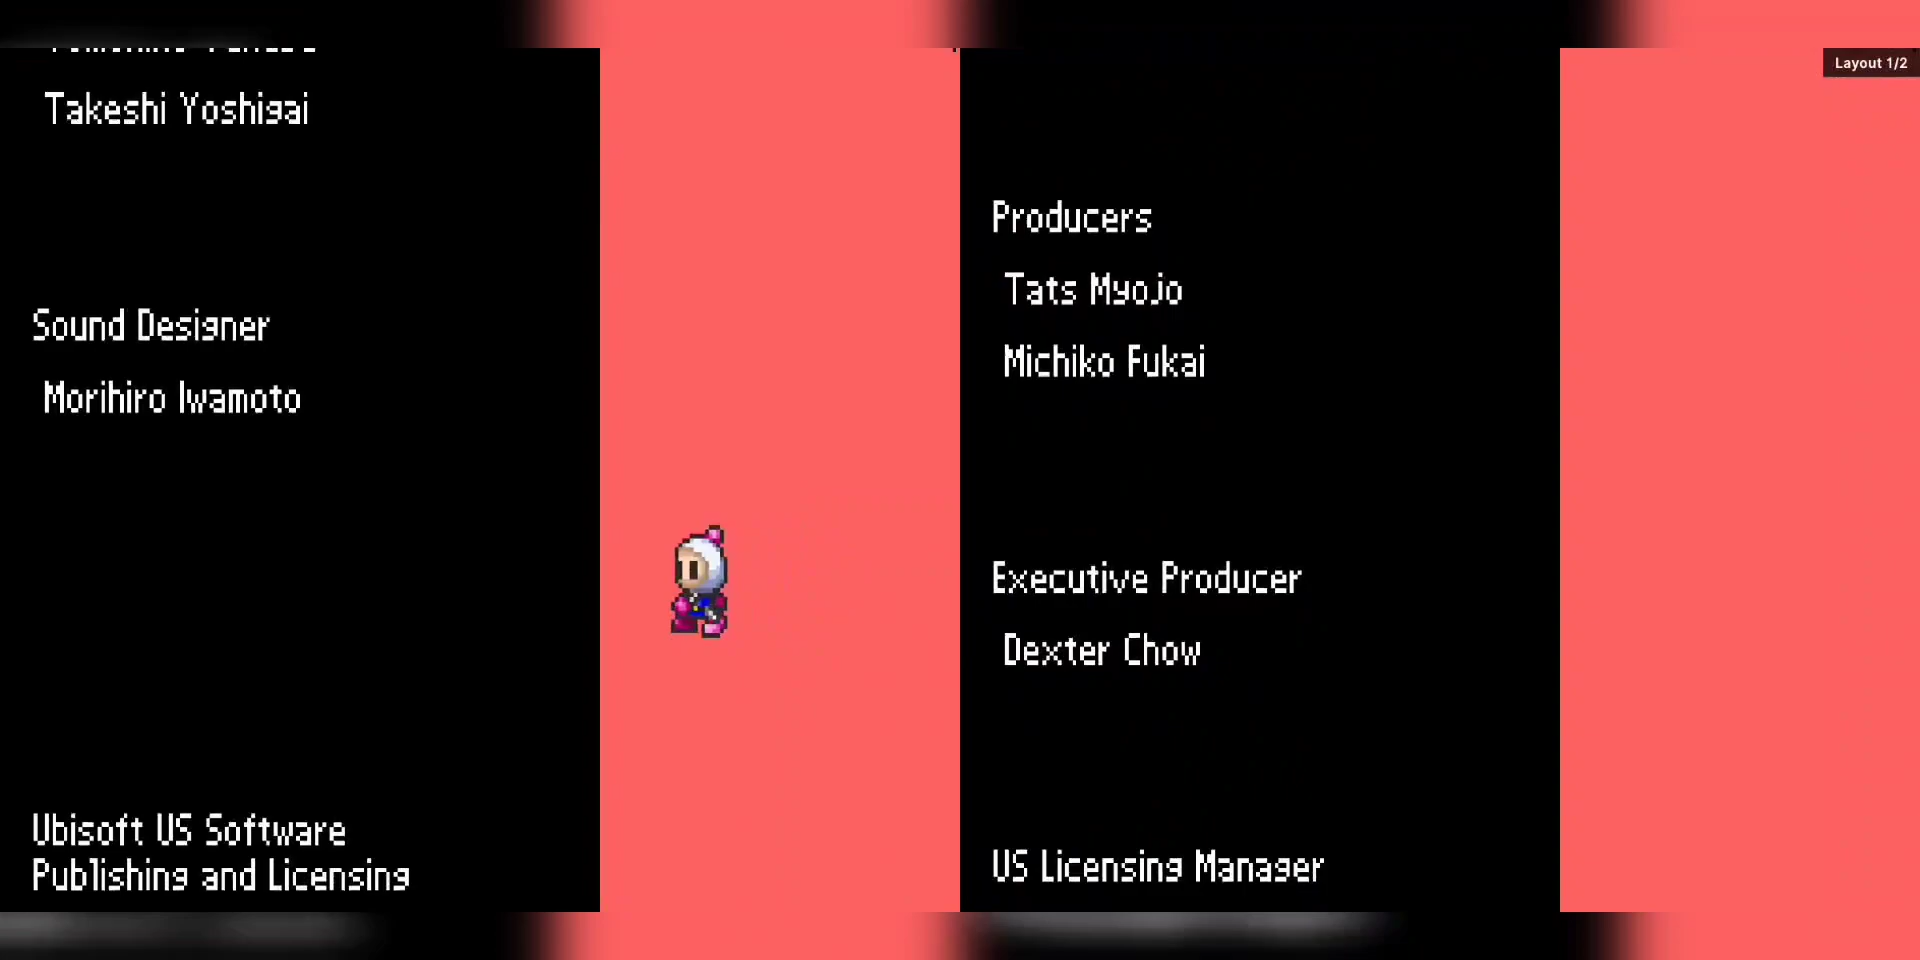 Takeshi Yoshigai
Sound Designer
Morihiro Iwamoto
Ubisoft US Software
Publishing and Licensing
Layout 1/2
Producers
Tats Myojo
Michiko Fukai
Executive Producer
Dexter Chow
US Licensing Manager